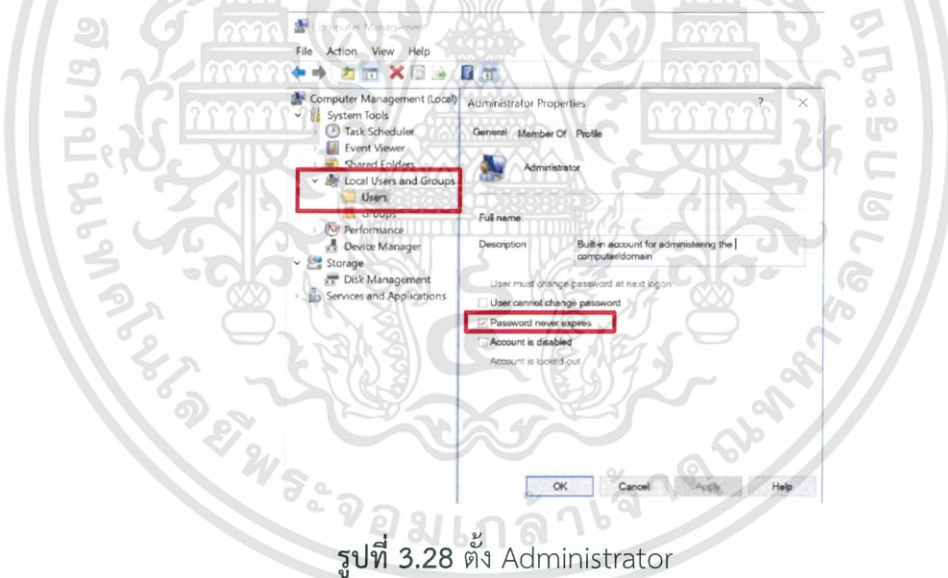 Computer Management
File Action View Help
Computer Management (Local)
System Tools
Task Scheduler
Event Viewer
Shared Folders
Local Users and Groups
Users
Groups
Performance
Device Manager
Storage
Disk Management
Services and Applications
Administrator Properties ? ×
General Member Of Profile
Administrator
Full name
Description
Built-in account for administering the
computer/domain
User must change password at next logon
User cannot change password
Password never expires
Account is disabled
Account is locked out
OK Cancel Apply Help
รูปที่ 3.28 ตั้ง Administrator